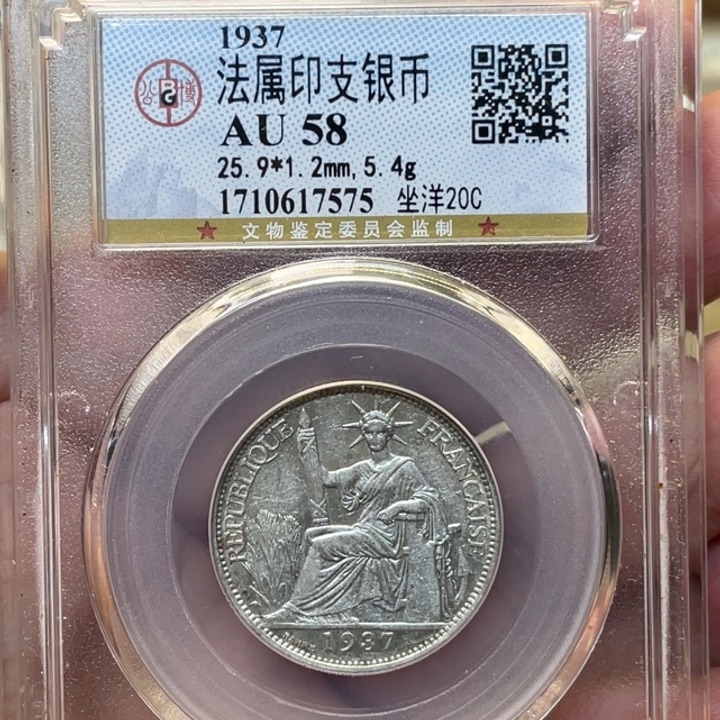 1937
法属印支银币
AU 58
25.9*1.2mm,5.4g
1710617575 坐洋20C
★ 文物鉴定委员会监制 ★
REPUBLIQUE FRANÇAISE
1937